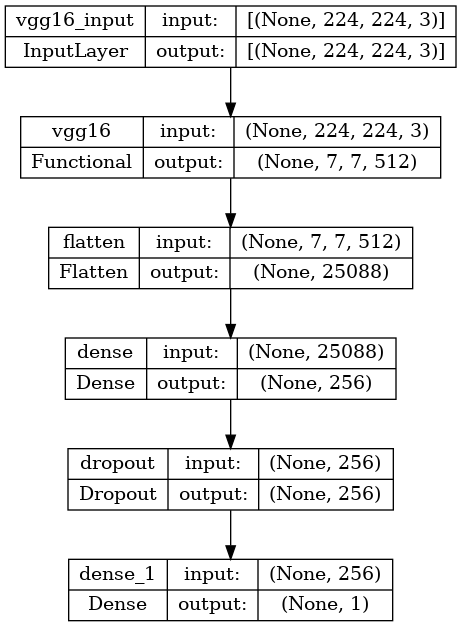 vgg16_input input: [(None, 224, 224, 3)]
InputLayer output: [(None, 224, 224, 3)]
vgg16 input: (None, 224, 224, 3)
Functional output: (None, 7, 7, 512)
flatten input: (None, 7, 7, 512)
Flatten output: (None, 25088)
dense input: (None, 25088)
Dense output: (None, 256)
dropout input: (None, 256)
Dropout output: (None, 256)
dense_1 input: (None, 256)
Dense output: (None, 1)